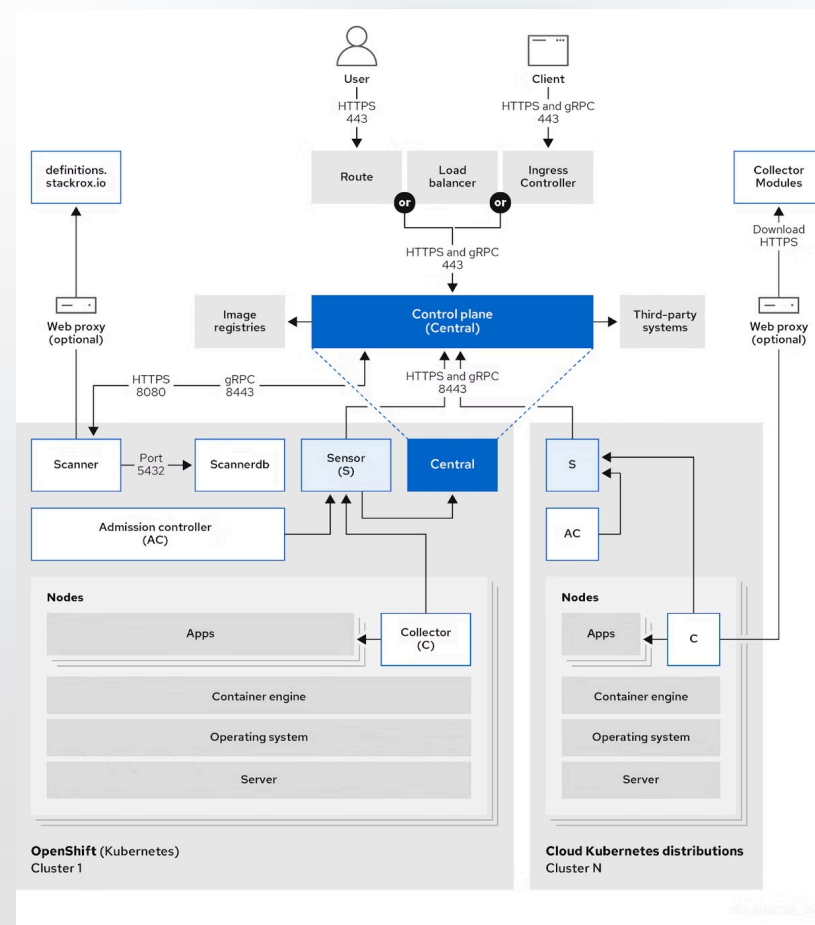 User
Client
HTTPS
443
HTTPS and gRPC
443
definitions.
stackrox.io
Route
Load
balancer
Ingress
Controller
Collector
Modules
or
or
Download
HTTPS
HTTPS and gRPC
443
Web proxy
(optional)
Image
registries
Control plane
(Central)
Third-party
systems
Web proxy
(optional)
HTTPS
8080
gRPC
8443
HTTPS and gRPC
8443
Scanner
Port
5432
Scannerdb
Sensor
(S)
Central
S
Admission controller
(AC)
AC
Nodes
Apps
Collector
(C)
Container engine
Operating system
Server
Nodes
Apps
C
Container engine
Operating system
Server
OpenShift (Kubernetes)
Cluster 1
Cloud Kubernetes distributions
Cluster N